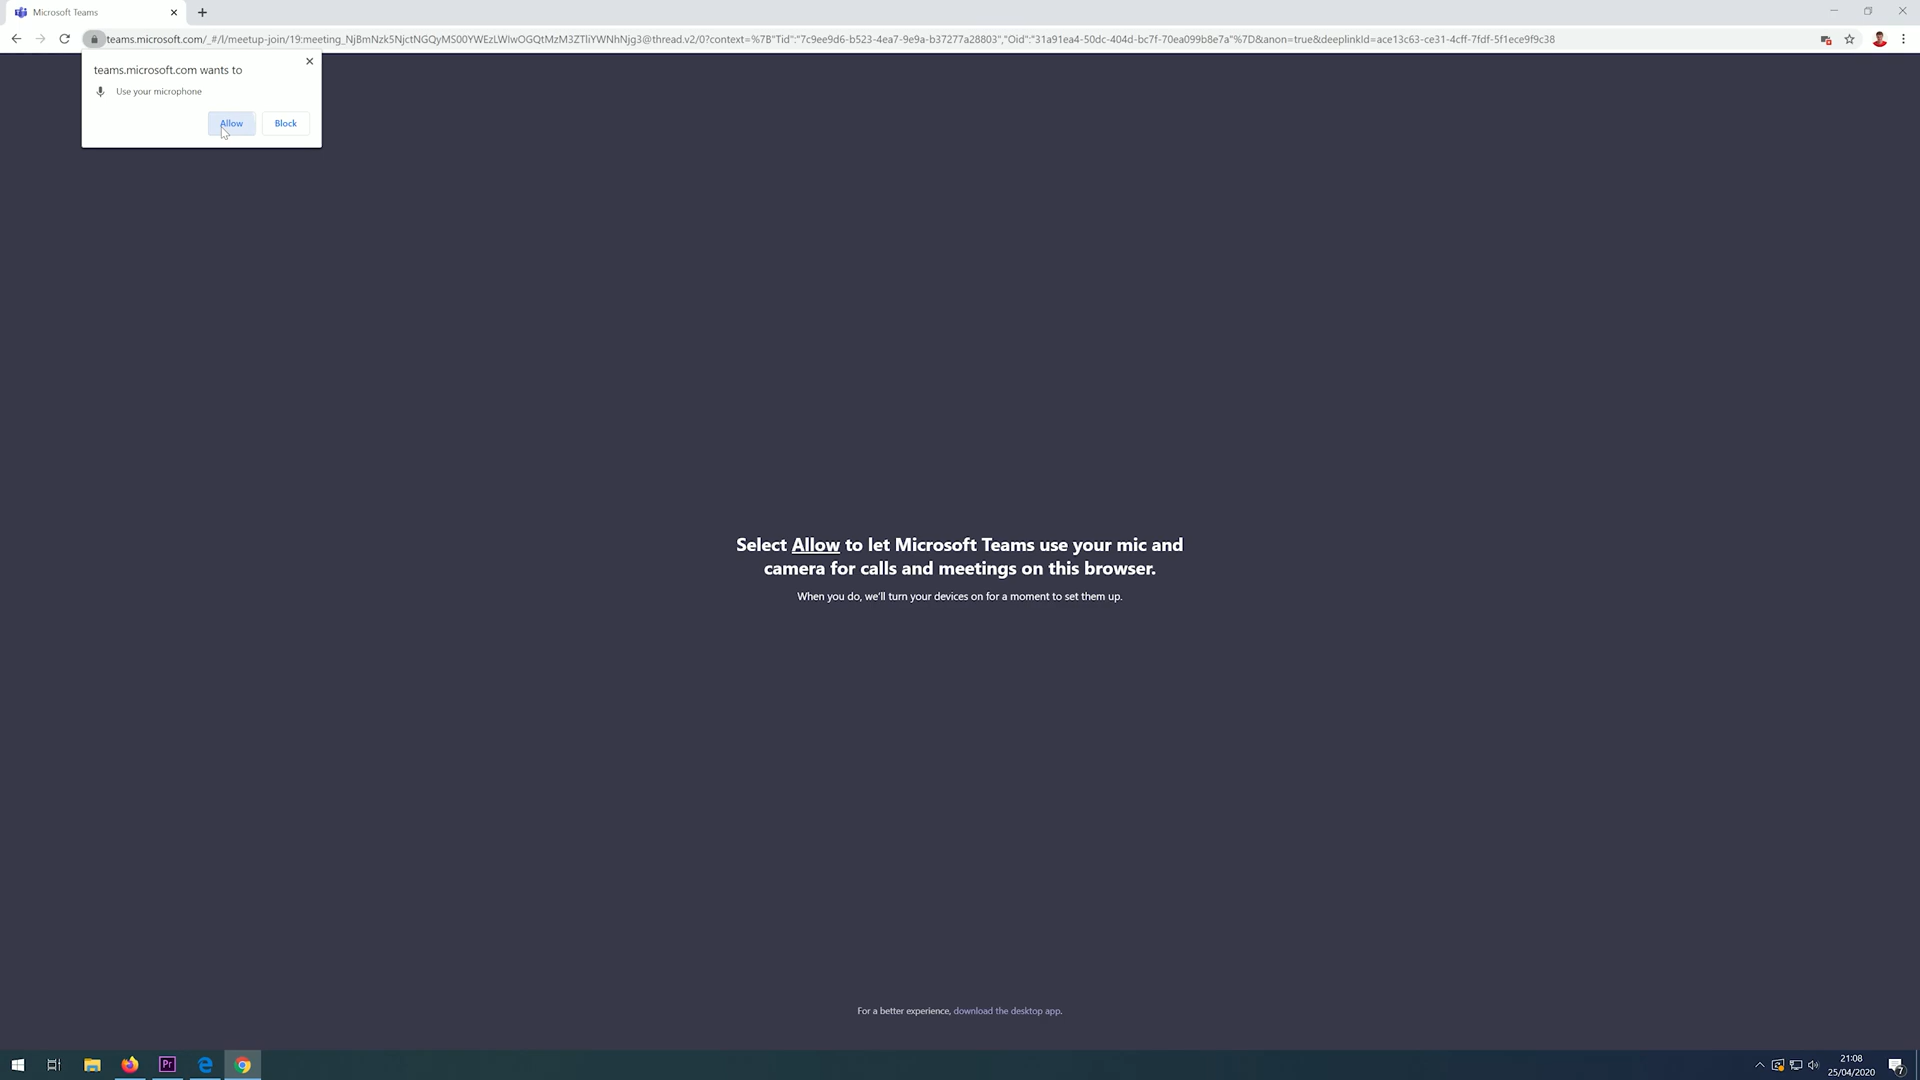 Microsoft Teams
teams.microsoft.com/_#/l/meetup-join/19:meeting_NjBmNzk5NjctNGQyMS00YWEzLWIwOGQtMzM3ZTliYWNhNjg3@thread.v2/0?context=%7B"Tid":"7c9ee9d6-b523-4ea7-9e9a-b37277a28803","Oid":"31a91ea4-50dc-404d-bc7f-70ea099b8e7a"%7D&anon=true&deeplinkId=ace13c63-ce31-4cff-7fdf-5f1ece9f9c38
teams.microsoft.com wants to
Use your microphone
Allow Block
Select Allow to let Microsoft Teams use your mic and
camera for calls and meetings on this browser.
When you do, we'll turn your devices on for a moment to set them up.
For a better experience, download the desktop app.
Pr
21:08
25/04/2020
7